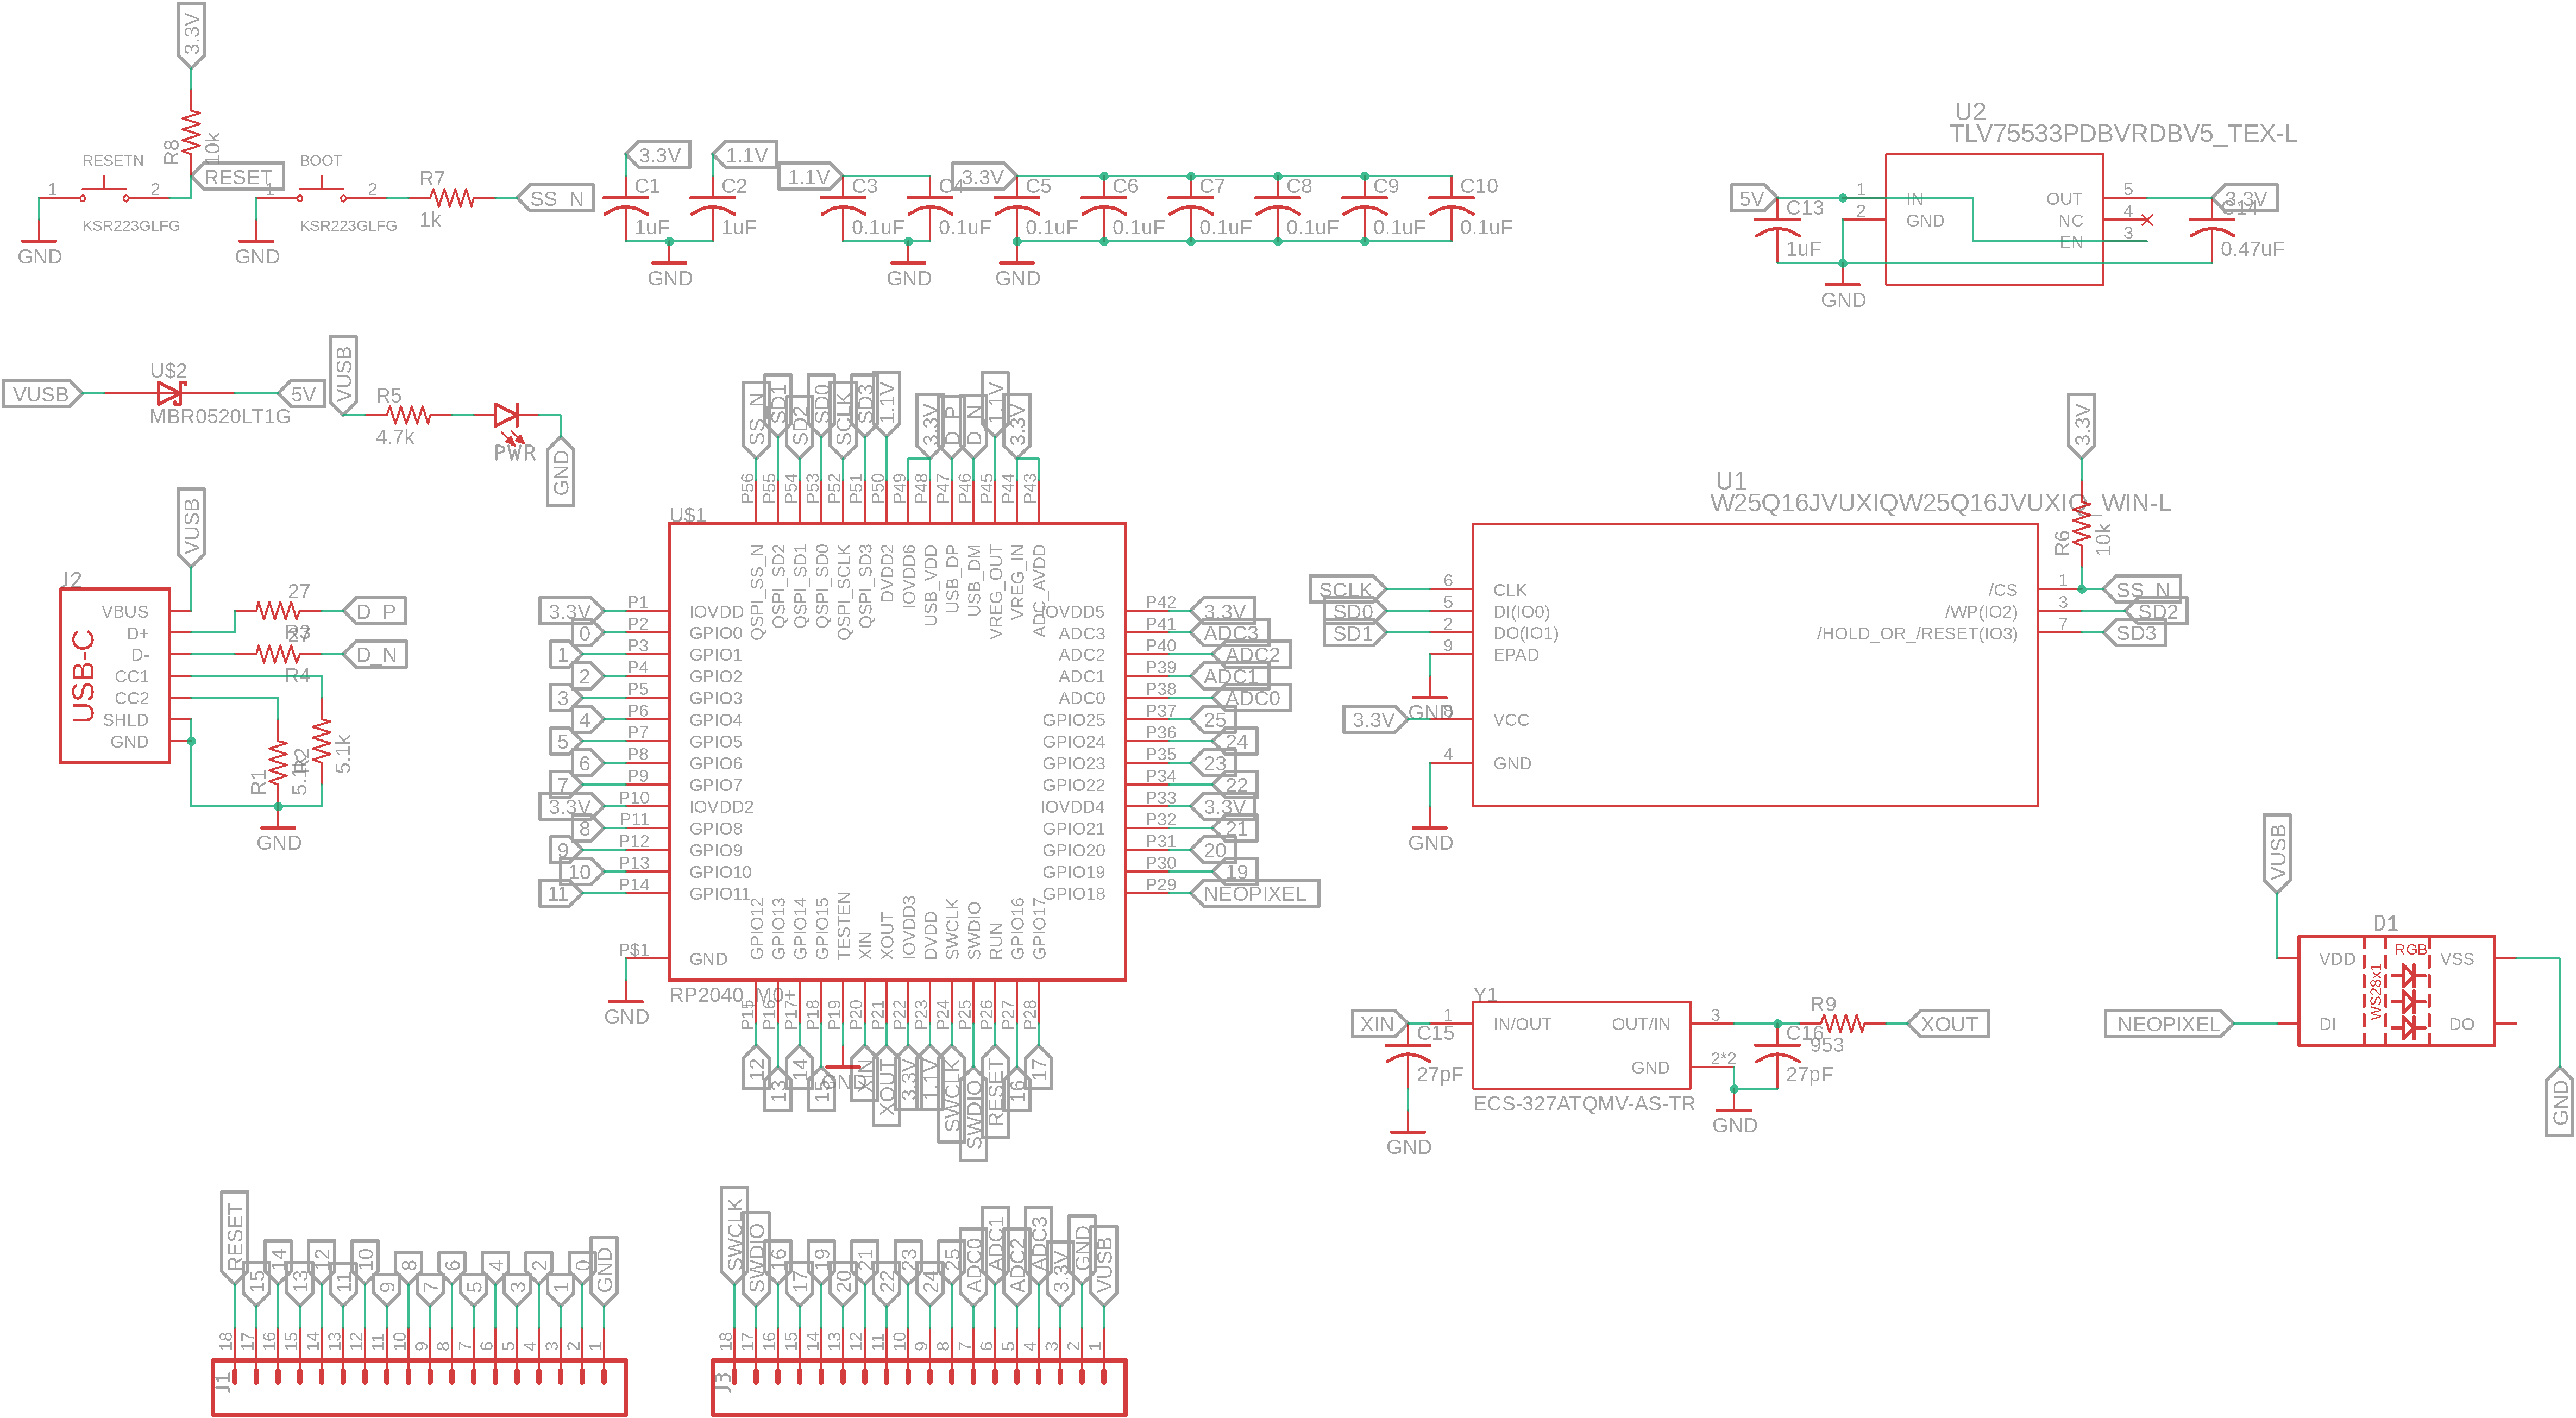 3.3V
R8
10k
RESETN
1
2
KSR223GLFG
GND
RESET
BOOT
1
2
KSR223GLFG
GND
R7
1k
SS_N
3.3V
C1
1uF
1.1V
C2
1uF
GND
1.1V
C3
0.1uF
C4
0.1uF
GND
3.3V
C5
0.1uF
C6
0.1uF
C7
0.1uF
C8
0.1uF
C9
0.1uF
C10
0.1uF
GND
U2
TLV75533PDBVRDBV5_TEX-L
5V
C13
1uF
1
IN
2
GND
OUT
5
NC
4
EN
3
3.3V
C14
0.47uF
GND
VUSB
U$2
MBR0520LT1G
5V
VUSB
R5
4.7k
PWR
GND
VUSB
J2
USB-C
VBUS
D+
D-
CC1
CC2
SHLD
GND
27
R3
D_P
27
R4
D_N
R1
5.1k
R2
5.1k
GND
SS_N
SD1
SD2
SD0
SCLK
SD3
1.1V
3.3V
D_P
D_N
1.1V
3.3V
P56
P55
P54
P53
P52
P51
P50
P49
P48
P47
P46
P45
P44
P43
U$1
QSPI_SS_N
QSPI_SD2
QSPI_SD1
QSPI_SD0
QSPI_SCLK
QSPI_SD3
DVDD2
IOVDD6
USB_VDD
USB_DP
USB_DM
VREG_OUT
VREG_IN
ADC_AVDD
3.3V P1 IOVDD
0 P2 GPIO0
1 P3 GPIO1
2 P4 GPIO2
3 P5 GPIO3
4 P6 GPIO4
5 P7 GPIO5
6 P8 GPIO6
7 P9 GPIO7
3.3V P10 IOVDD2
8 P11 GPIO8
9 P12 GPIO9
10 P13 GPIO10
11 P14 GPIO11
P$1 GND
GND
IOVDD5 P42 3.3V
ADC3 P41 ADC3
ADC2 P40 ADC2
ADC1 P39 ADC1
ADC0 P38 ADC0
GPIO25 P37 25
GPIO24 P36 24
GPIO23 P35 23
GPIO22 P34 22
IOVDD4 P33 3.3V
GPIO21 P32 21
GPIO20 P31 20
GPIO19 P30 19
GPIO18 P29 NEOPIXEL
GPIO12
GPIO13
GPIO14
GPIO15
TESTEN
XIN
XOUT
IOVDD3
DVDD
SWCLK
SWDIO
RUN
GPIO16
GPIO17
RP2040_M0+
P15
P16
P17
P18
P19
P20
P21
P22
P23
P24
P25
P26
P27
P28
12
13
14
15
GND
XIN
XOUT
3.3V
1.1V
SWCLK
SWDIO
RESET
16
17
U1
W25Q16JVUXIQW25Q16JVUXIQ_WIN-L
3.3V
R6
10k
SCLK 6 CLK
SD0 5 DI(IO0)
SD1 2 DO(IO1)
9 EPAD
GND
3.3V 8 VCC
4 GND
GND
/CS 1 SS_N
/WP(IO2) 3 SD2
/HOLD_OR_/RESET(IO3) 7 SD3
XIN
C15
27pF
GND
Y1
1
IN/OUT
OUT/IN
3
GND
2*2
ECS-327ATQMV-AS-TR
GND
C16
27pF
R9
953
XOUT
VUSB
D1
VDD
DI
WS28x1
RGB
VSS
DO
NEOPIXEL
GND
RESET
15
14
13
12
11
10
9
8
7
6
5
4
3
2
1
0
GND
18
17
16
15
14
13
12
11
10
9
8
7
6
5
4
3
2
1
J1
SWCLK
SWDIO
16
17
19
20
21
22
23
24
25
ADC0
ADC1
ADC2
ADC3
3.3V
GND
VUSB
18
17
16
15
14
13
12
11
10
9
8
7
6
5
4
3
2
1
J3